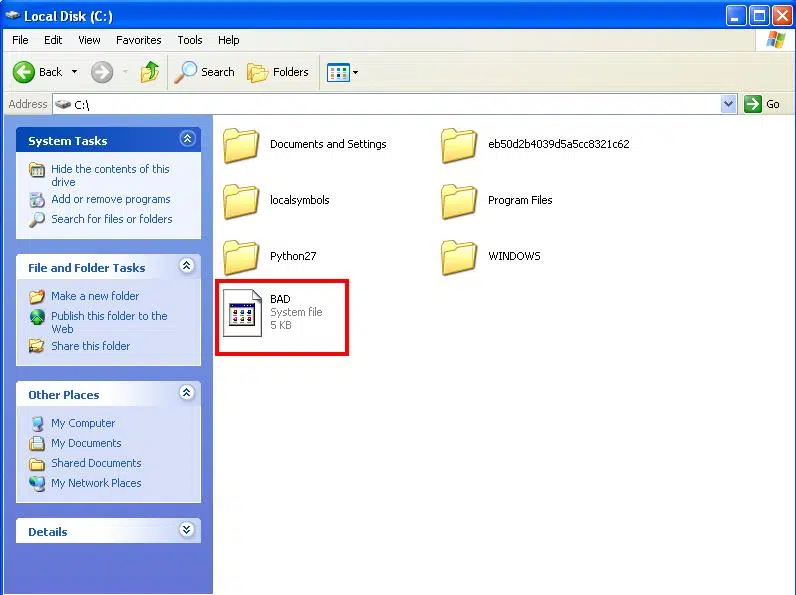 Local Disk (C:)
File Edit View Favorites Tools Help
Back Search Folders
Address C:\ Go
System Tasks
Hide the contents of this
drive
Add or remove programs
Search for files or folders
File and Folder Tasks
Make a new folder
Publish this folder to the
Web
Share this folder
Other Places
My Computer
My Documents
Shared Documents
My Network Places
Details
Documents and Settings
eb50d2b4039d5a5cc8321c62
localsymbols
Program Files
Python27
WINDOWS
BAD
System file
5 KB